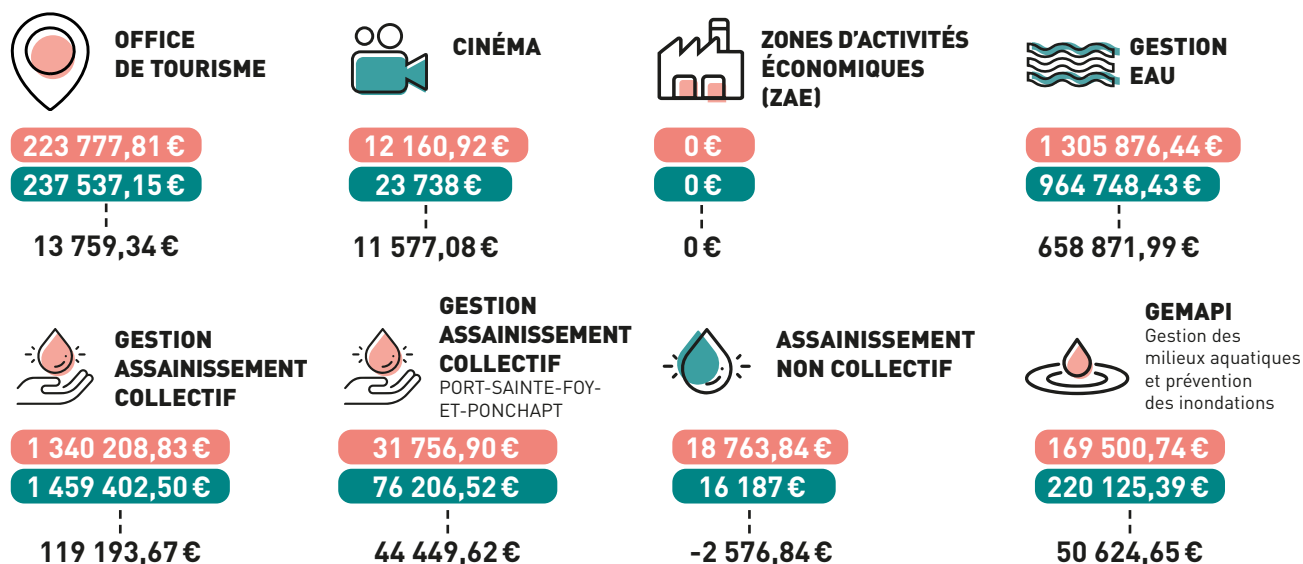 OFFICE
DE TOURISME
223 777,81 €
237 537,15 €
13 759,34 €
CINÉMA
12 160,92 €
23 738 €
11 577,08 €
ZONES D'ACTIVITÉS
ÉCONOMIQUES
(ZAE)
0 €
0 €
0 €
GESTION
EAU
1 305 876,44 €
964 748,43 €
658 871,99 €
GESTION
ASSAINISSEMENT
COLLECTIF
1 340 208,83 €
1 459 402,50 €
119 193,67 €
GESTION
ASSAINISSEMENT
COLLECTIF
PORT-SAINTE-FOY-
ET-PONCHAPT
31 756,90 €
76 206,52 €
44 449,62 €
ASSAINISSEMENT
NON COLLECTIF
18 763,84 €
16 187 €
-2 576,84 €
GEMAPI
Gestion des
milieux aquatiques
et prévention
des inondations
169 500,74 €
220 125,39 €
50 624,65 €